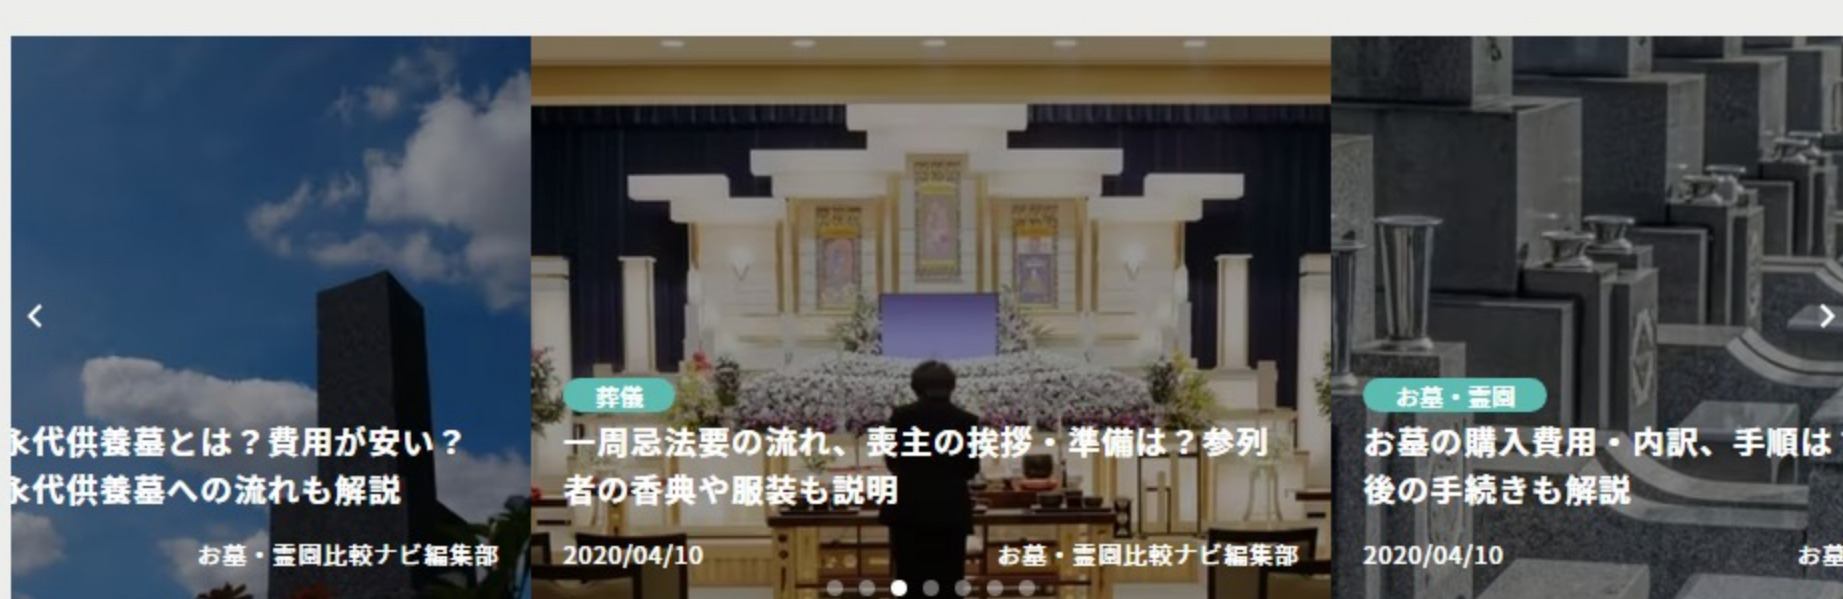 永代供養墓とは？費用が安い？
永代供養墓への流れも解説
お墓・霊園比較ナビ編集部
葬儀
一周忌法要の流れ、喪主の挨拶・準備は？参列
者の香典や服装も説明
2020/04/10
お墓・霊園比較ナビ編集部
お墓・霊園
お墓の購入費用・内訳、手順は
後の手続きも解説
2020/04/10
お墓